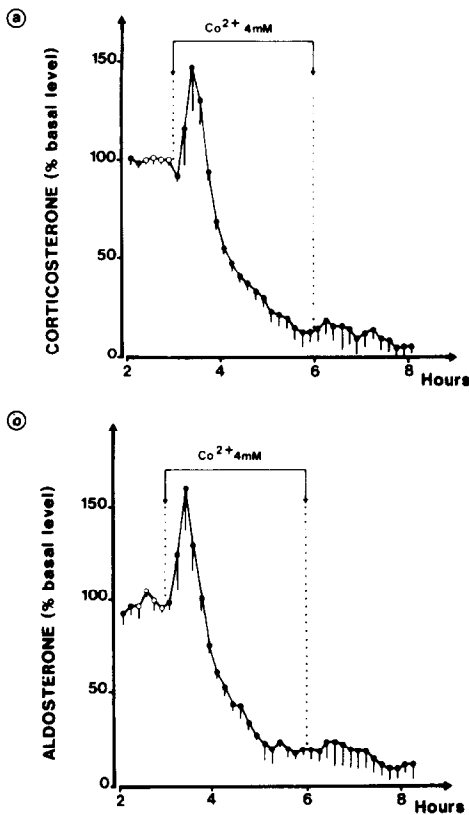 a
Co2+ 4mM
CORTICOSTERONE (% basal level)
150
100
50
0
2 4 6 8
Hours
b
Co2+ 4mM
ALDOSTERONE (% basal level)
150
100
50
0
2 4 6 8
Hours